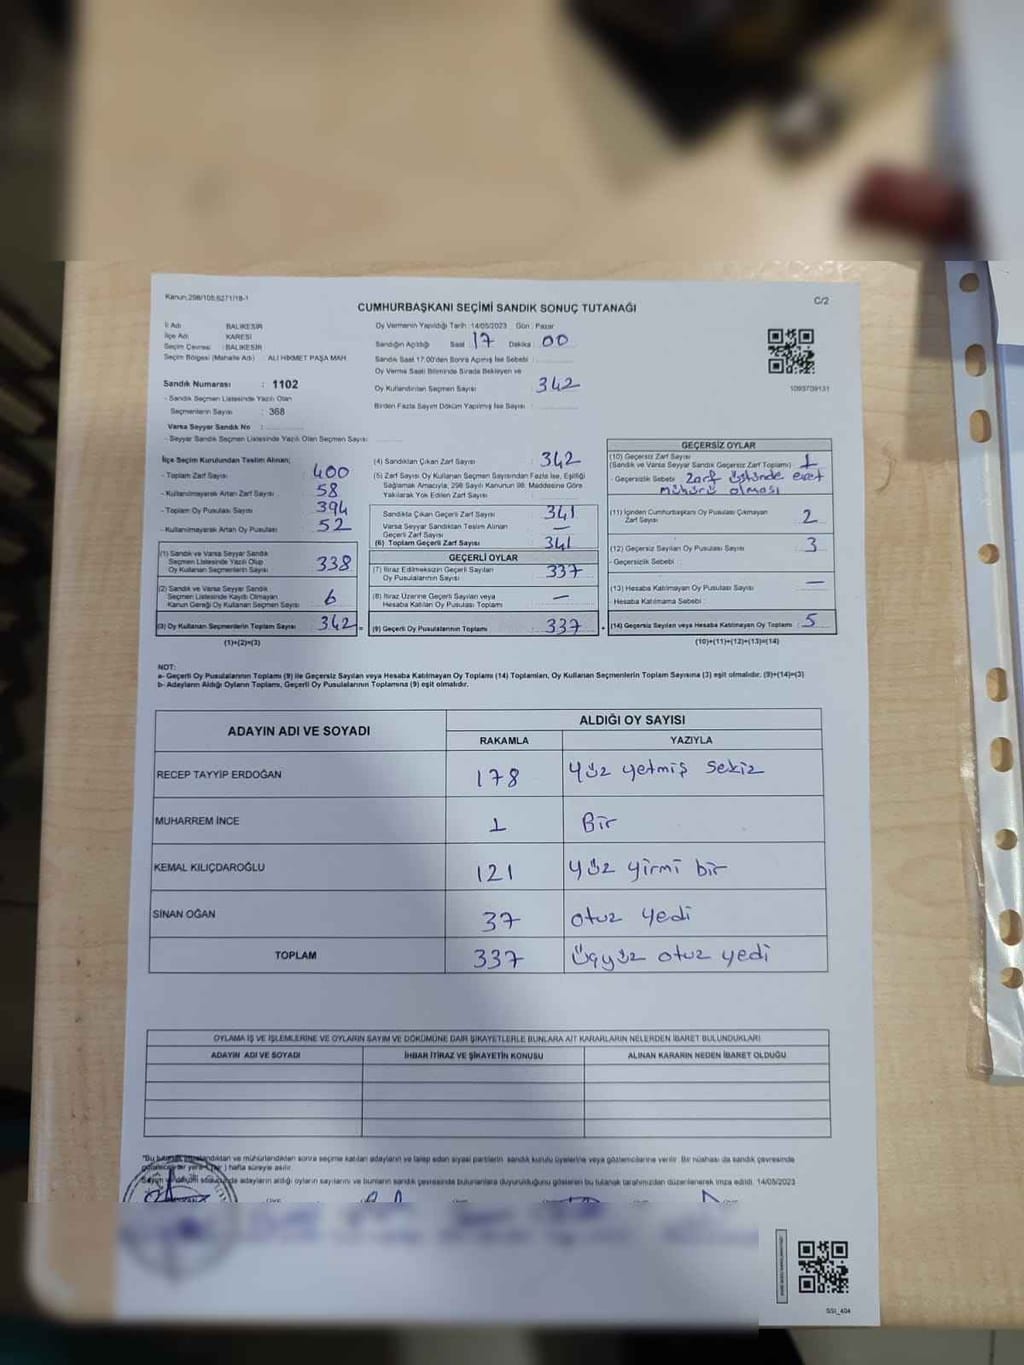 Kanun,298/105,6271/18-1
C/2
CUMHURBAŞKANI SEÇİMİ SANDIK SONUÇ TUTANAĞI
İl Adı BALIKESİR
İlçe Adı KARESİ
Seçim Çevresi : BALIKESİR
Seçim Bölgesi (Mahalle Adı) ALİ HİKMET PAŞA MAH
Sandık Numarası : 1102
- Sandık Seçmen Listesinde Yazılı Olan
Seçmenlerin Sayısı : 368
Varsa Seyyar Sandık No :
- Seyyar Sandık Seçmen Listesinde Yazılı Olan Seçmen Sayısı
Oy Vermenin Yapıldığı Tarih : 14/05/2023 Gün : Pazar
Sandığın Açıldığı Saat 17 Dakika 00
Sandık Saat 17:00'den Sonra Açılmış İse Sebebi :
Oy Verme Saati Bitiminde Sırada Bekleyen ve
Oy Kullandırılan Seçmen Sayısı : 342
Birden Fazla Sayım Döküm Yapılmış İse Sayısı :
1093709131
İlçe Seçim Kurulundan Teslim Alınan;
- Toplam Zarf Sayısı : 400
- Kullanılmayarak Artan Zarf Sayısı : 58
- Toplam Oy Pusulası Sayısı : 394
- Kullanılmayarak Artan Oy Pusulası : 52
(1) Sandık ve Varsa Seyyar Sandık
Seçmen Listesinde Yazılı Olup
Oy Kullanan Seçmenlerin Sayısı 338
(2) Sandık ve Varsa Seyyar Sandık
Seçmen Listesinde Kayıtlı Olmayan
Kanun Gereği Oy Kullanan Seçmen Sayısı 6
(3) Oy Kullanan Seçmenlerin Toplam Sayısı 342
(1)+(2)=(3)
(4) Sandıktan Çıkan Zarf Sayısı : 342
(5) Zarf Sayısı Oy Kullanan Seçmen Sayısından Fazla İse, Eşitliği
Sağlamak Amacıyla, 298 Sayılı Kanunun 98. Maddesine Göre
Yakılarak Yok Edilen Zarf Sayısı :
Sandıkta Çıkan Geçerli Zarf Sayısı : 341
Varsa Seyyar Sandıktan Teslim Alınan
Geçerli Zarf Sayısı : —
(6) Toplam Geçerli Zarf Sayısı : 341
GEÇERLİ OYLAR
(7) İtiraz Edilmeksizin Geçerli Sayılan
Oy Pusulalarının Sayısı : 337
(8) İtiraz Üzerine Geçerli Sayılan veya
Hesaba Katılan Oy Pusulası Toplamı : —
(9) Geçerli Oy Pusulalarının Toplamı : 337
GEÇERSİZ OYLAR
(10) Geçersiz Zarf Sayısı
(Sandık ve Varsa Seyyar Sandık Geçersiz Zarf Toplamı) : 1
- Geçersizlik Sebebi : Zarf üstünde evet
mührü olması
(11) İçinden Cumhurbaşkanı Oy Pusulası Çıkmayan
Zarf Sayısı : 2
(12) Geçersiz Sayılan Oy Pusulası Sayısı : 3
- Geçersizlik Sebebi :
(13) Hesaba Katılmayan Oy Pusulası Sayısı : —
- Hesaba Katılmama Sebebi :
(14) Geçersiz Sayılan veya Hesaba Katılmayan Oy Toplamı : 5
(10)+(11)+(12)+(13)=(14)
NOT:
a- Geçerli Oy Pusulalarının Toplamı (9) ile Geçersiz Sayılan veya Hesaba Katılmayan Oy Toplamı (14) Toplamları, Oy Kullanan Seçmenlerin Toplam Sayısına (3) eşit olmalıdır. (9)+(14)=(3)
b- Adayların Aldığı Oyların Toplamı, Geçerli Oy Pusulalarının Toplamına (9) eşit olmalıdır.
ADAYIN ADI VE SOYADI
ALDIĞI OY SAYISI
RAKAMLA YAZIYLA
RECEP TAYYİP ERDOĞAN 178 Yüz yetmiş sekiz
MUHARREM İNCE 1 Bir
KEMAL KILIÇDAROĞLU 121 yüz yirmi bir
SİNAN OĞAN 37 otuz yedi
TOPLAM 337 Üçyüz otuz yedi
OYLAMA İŞ VE İŞLEMLERİNE VE OYLARIN SAYIM VE DÖKÜMÜNE DAİR ŞİKAYETLERLE BUNLARA AİT KARARLARIN NELERDEN İBARET BULUNDUKLARI
ADAYIN ADI VE SOYADI İHBAR İTİRAZ VE ŞİKAYETİN KONUSU ALINAN KARARIN NEDEN İBARET OLDUĞU
"Bu tutanak imzalandıktan ve mühürlendikten sonra seçime katılan adayların ve talep eden siyasi partilerin sandık kurulu üyelerine veya gözlemcilerine verilir. Bir nüshası da sandık çevresinde
bir yere ) hafta süreyle asılır.
Sayım ve döküm adayların aldığı oyların sayılarını ve bunların sandık çevresinde bulunanlara duyurulduğunu gösteren bu tutanak tarafımızdan düzenlenerek imza edildi. 14/05/2023
SSI_404